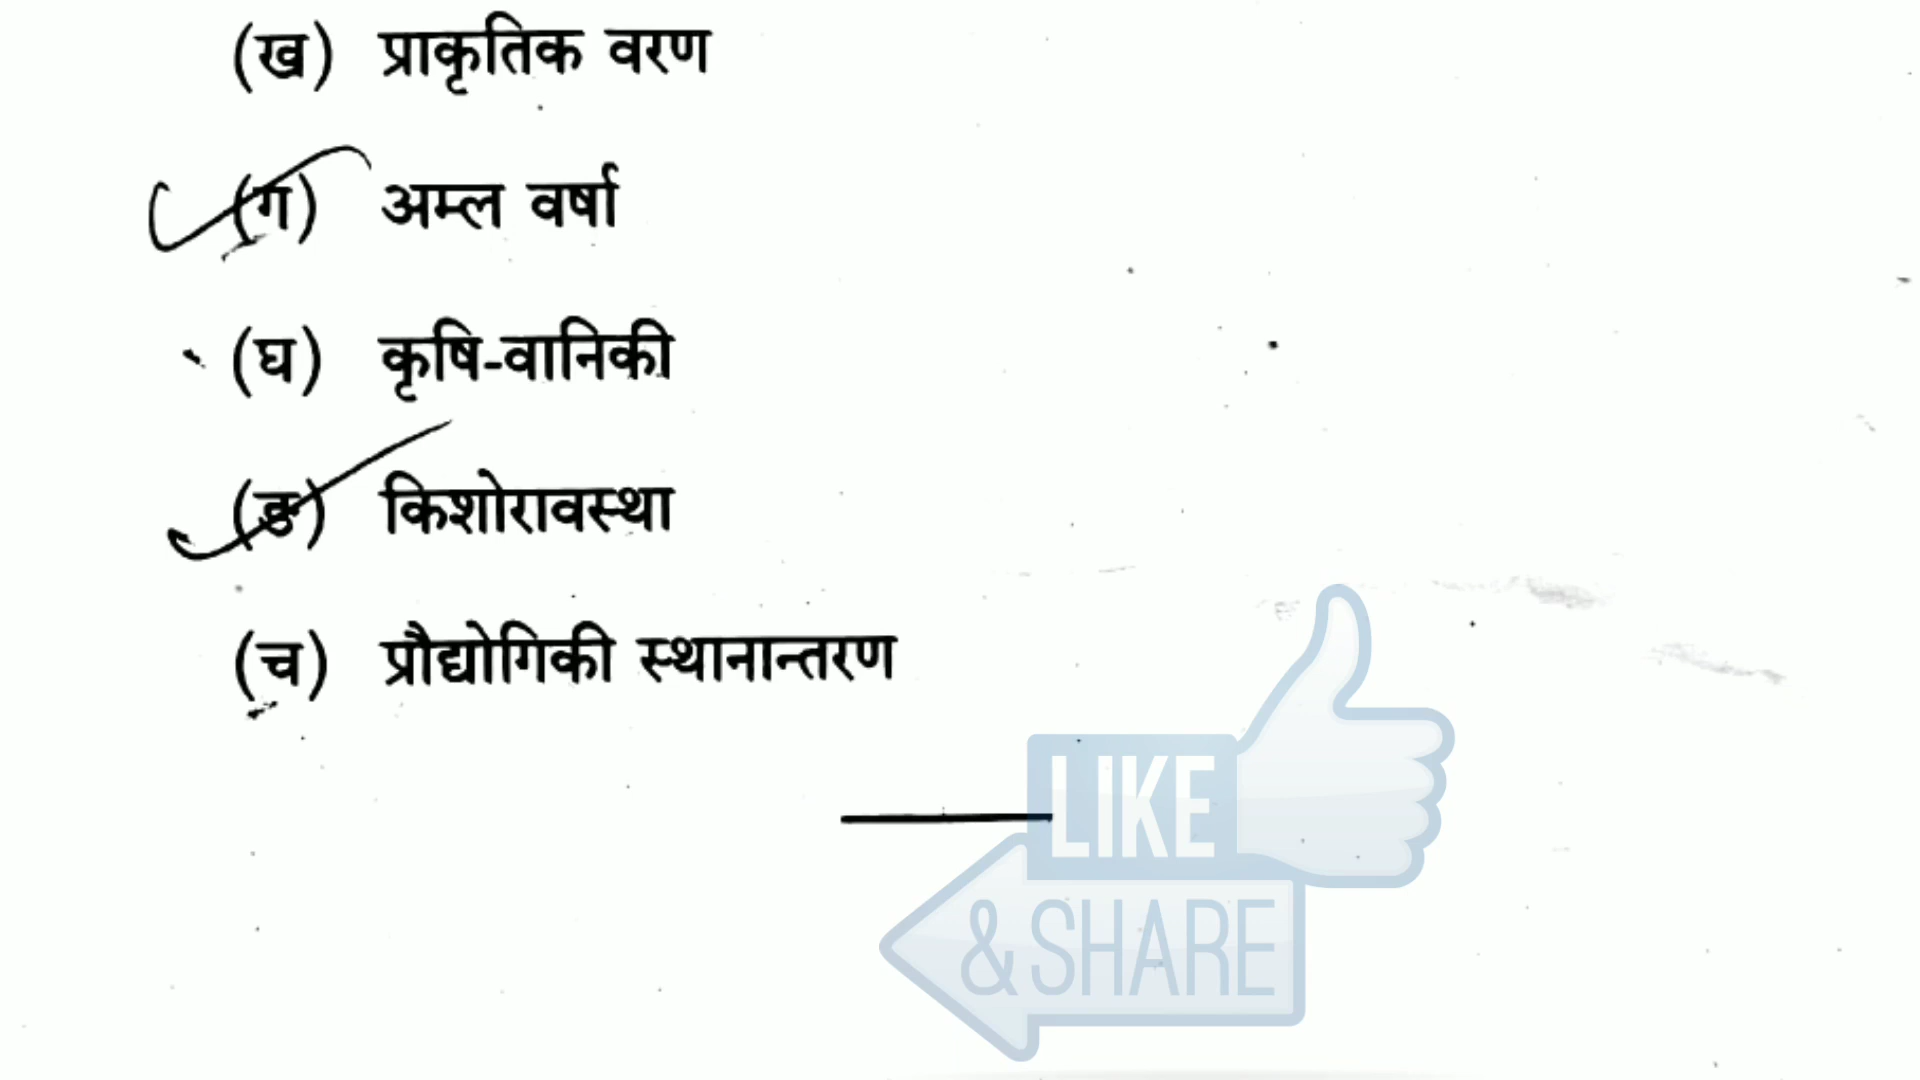 (ख) प्राकृतिक वरण
(ग) अम्ल वर्षा
(घ) कृषि-वानिकी
(ङ) किशोरावस्था
(च) प्रौद्योगिकी स्थानान्तरण
LIKE
& SHARE